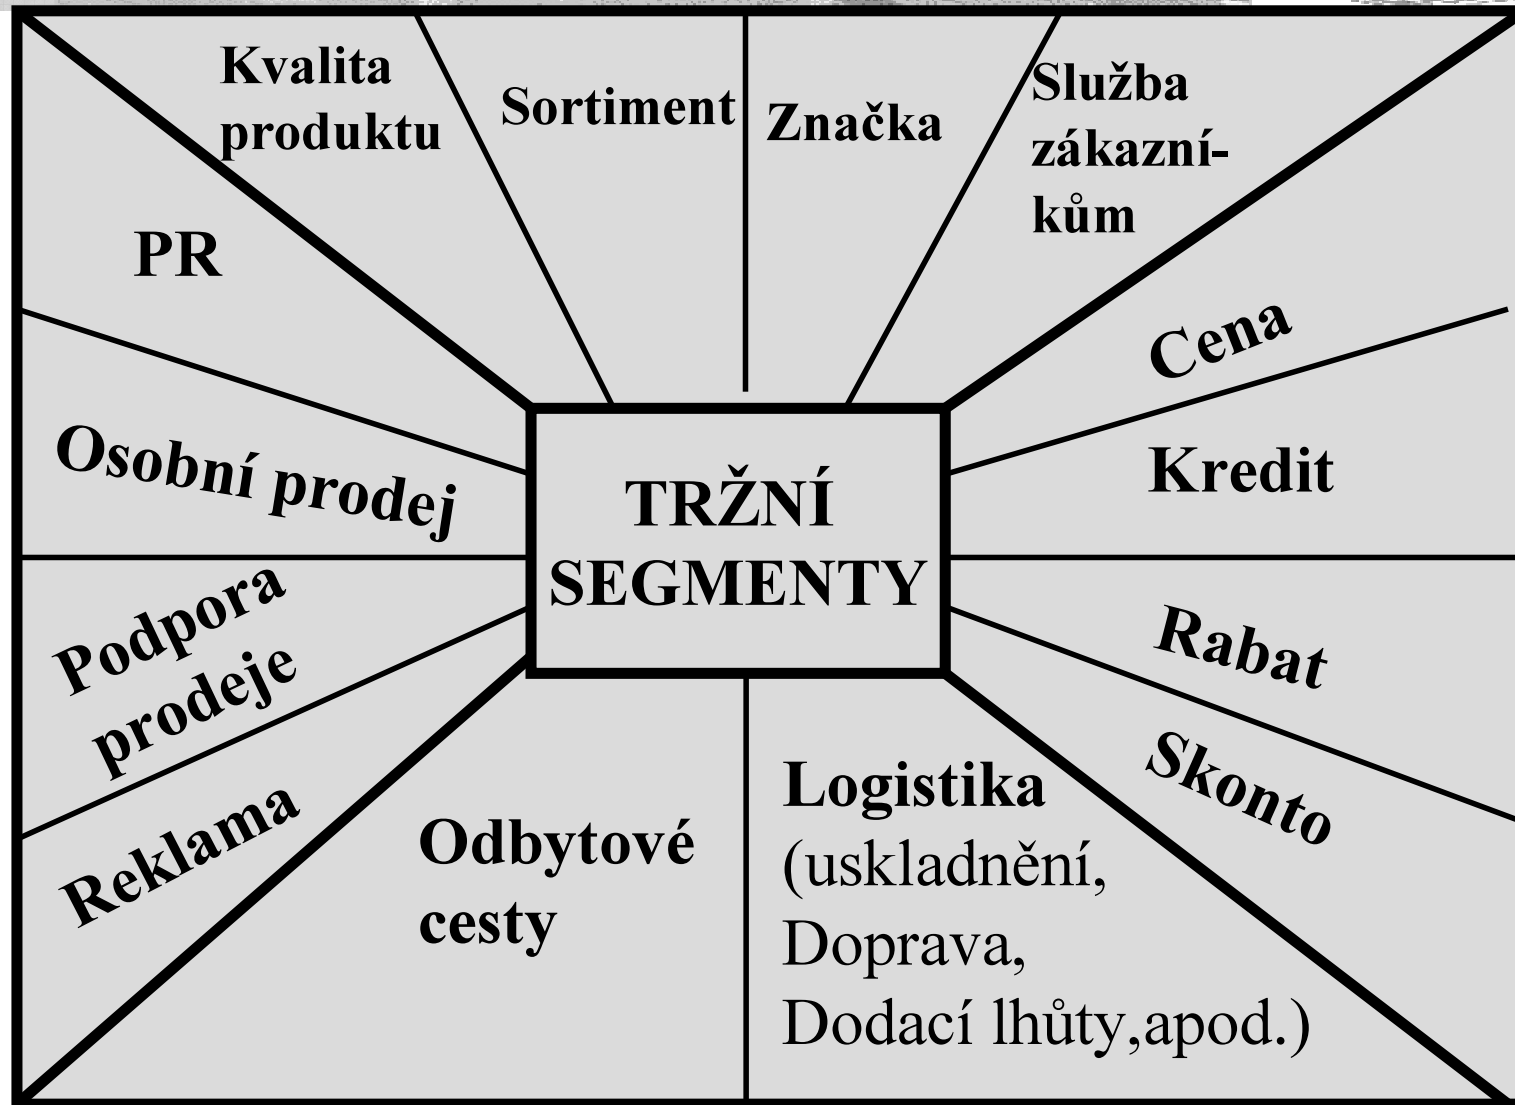 Kvalita
produktu
Sortiment
Značka
Služba
zákazní-
kům
PR
Cena
Osobní prodej
Kredit
TRŽNÍ
SEGMENTY
Podpora
prodeje
Rabat
Reklama
Skonto
Odbytové
cesty
Logistika
(uskladnění,
Doprava,
Dodací lhůty,apod.)